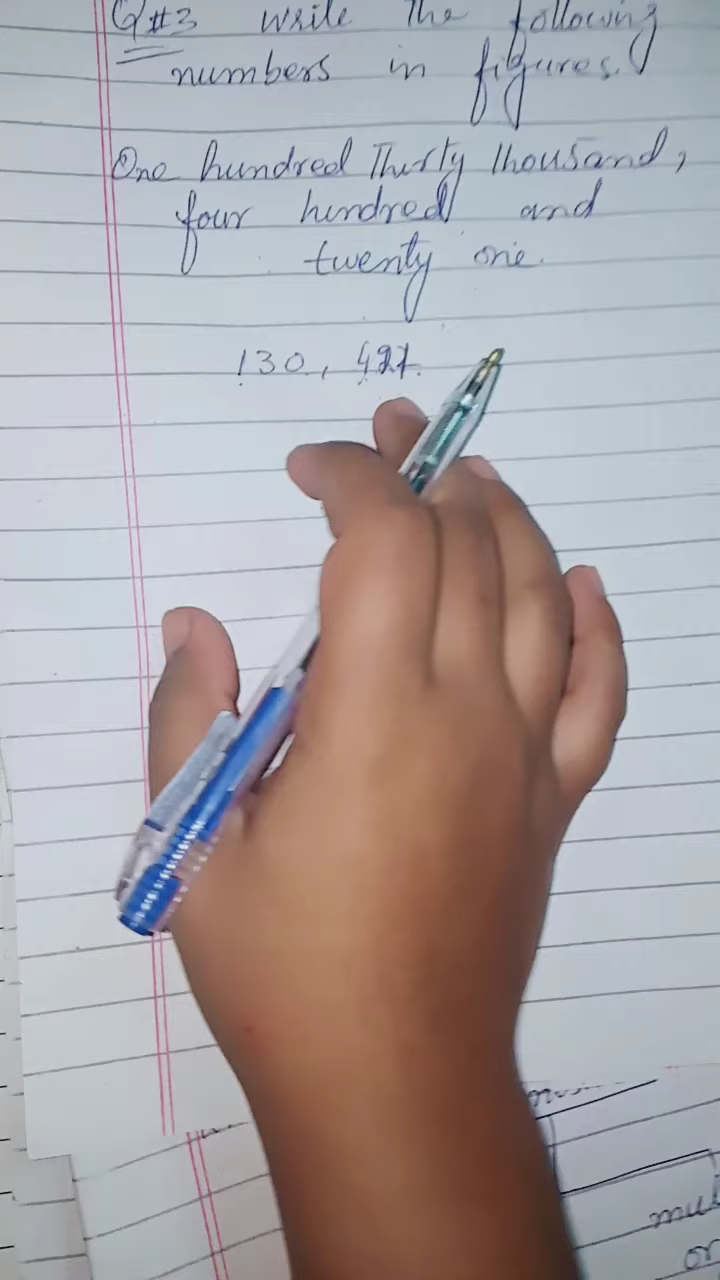 Q#3 write the following
numbers in figures.
One hundred Thirty Thousand,
four hundred and
twenty one.
130, 421.